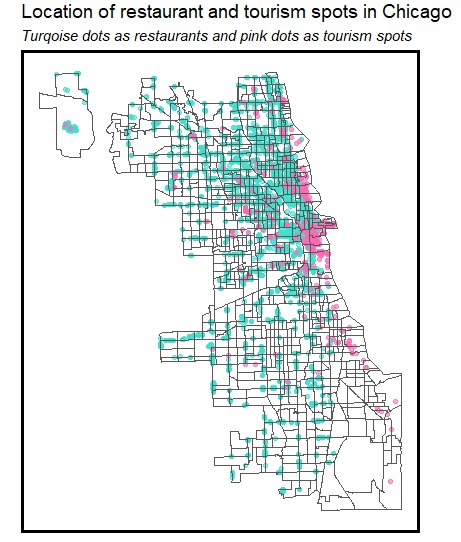 Location of restaurant and tourism spots in Chicago
Turqoise dots as restaurants and pink dots as tourism spots